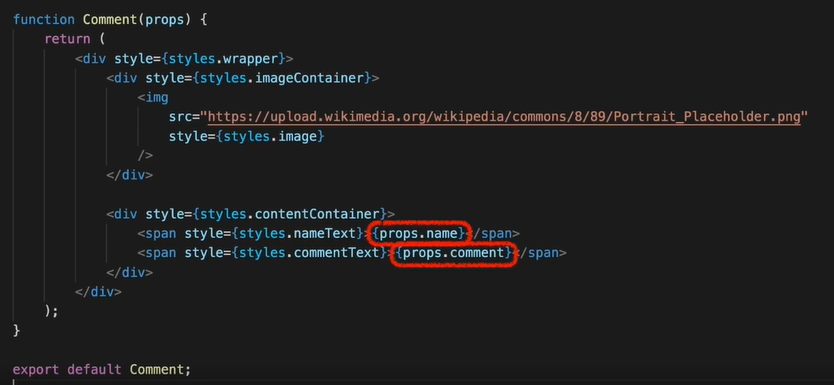 function Comment(props) {
return (
<div style={styles.wrapper}>
<div style={styles.imageContainer}>
<img
src="https://upload.wikimedia.org/wikipedia/commons/8/89/Portrait_Placeholder.png"
style={styles.image}
/>
</div>
<div style={styles.contentContainer}>
<span style={styles.nameText}>{props.name}</span>
<span style={styles.commentText}>{props.comment}</span>
</div>
</div>
);
}
export default Comment;